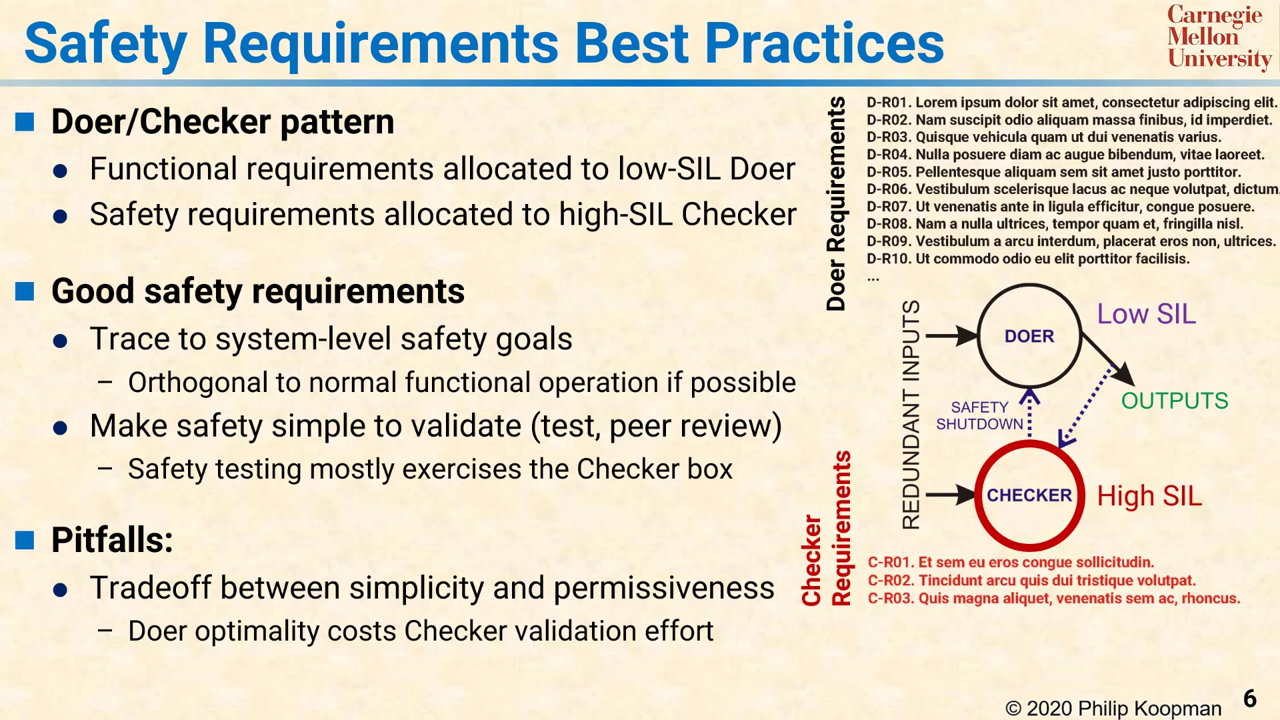 Safety Requirements Best Practices
Carnegie
Mellon
University
Doer/Checker pattern
Functional requirements allocated to low-SIL Doer
Safety requirements allocated to high-SIL Checker
Good safety requirements
Trace to system-level safety goals
– Orthogonal to normal functional operation if possible
Make safety simple to validate (test, peer review)
– Safety testing mostly exercises the Checker box
Pitfalls:
Tradeoff between simplicity and permissiveness
– Doer optimality costs Checker validation effort
Doer Requirements
D-R01. Lorem ipsum dolor sit amet, consectetur adipiscing elit.
D-R02. Nam suscipit odio aliquam massa finibus, id imperdiet.
D-R03. Quisque vehicula quam ut dui venenatis varius.
D-R04. Nulla posuere diam ac augue bibendum, vitae laoreet.
D-R05. Pellentesque aliquam sem sit amet justo porttitor.
D-R06. Vestibulum scelerisque lacus ac neque volutpat, dictum.
D-R07. Ut venenatis ante in ligula efficitur, congue posuere.
D-R08. Nam a nulla ultrices, tempor quam et, fringilla nisl.
D-R09. Vestibulum a arcu interdum, placerat eros non, ultrices.
D-R10. Ut commodo odio eu elit porttitor facilisis.
...
REDUNDANT INPUTS
DOER
Low SIL
OUTPUTS
SAFETY
SHUTDOWN
CHECKER
High SIL
Checker
Requirements
C-R01. Et sem eu eros congue sollicitudin.
C-R02. Tincidunt arcu quis dui tristique volutpat.
C-R03. Quis magna aliquet, venenatis sem ac, rhoncus.
© 2020 Philip Koopman
6